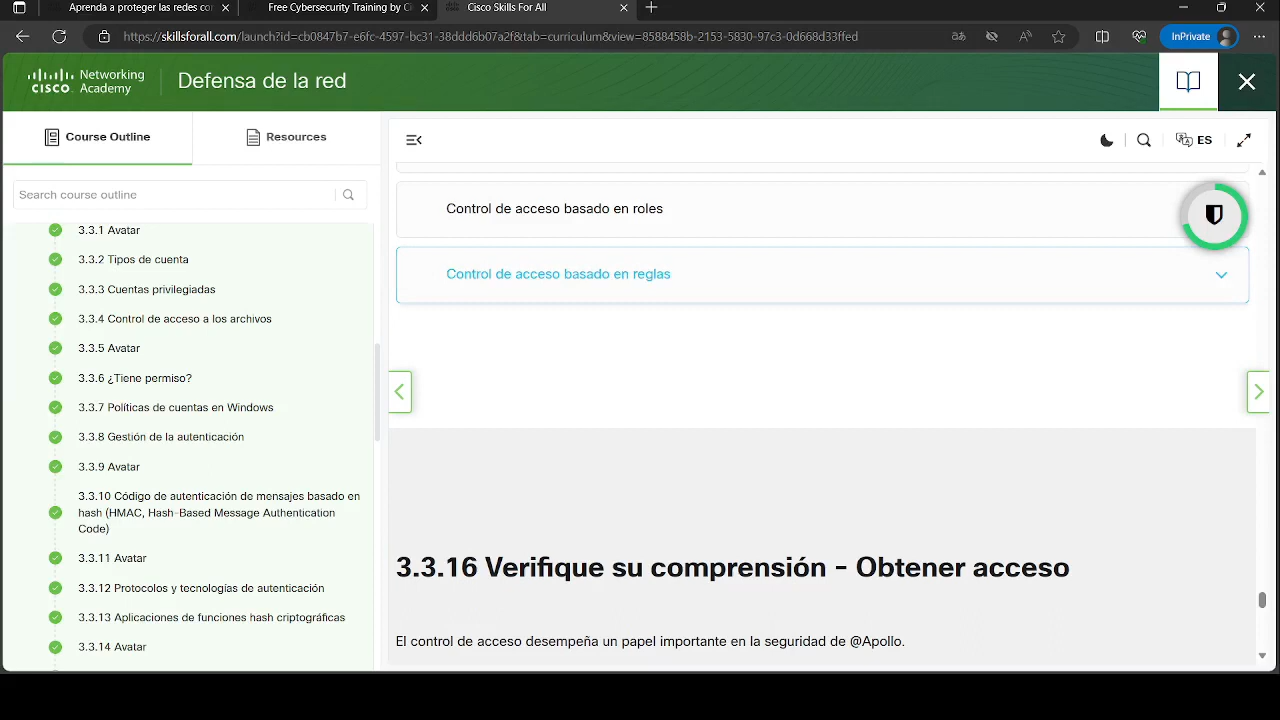 Aprenda a proteger las redes cor
Free Cybersecurity Training by Ci
Cisco Skills For All
https://skillsforall.com/launch?id=cb0847b7-e6fc-4597-bc31-38ddd6b07a2f&tab=curriculum&view=8588458b-2153-5830-97c3-0d668d33ffed
InPrivate
Networking
CISCO Academy
Defensa de la red
Course Outline
Resources
ES
Search course outline
3.3.1 Avatar
3.3.2 Tipos de cuenta
3.3.3 Cuentas privilegiadas
3.3.4 Control de acceso a los archivos
3.3.5 Avatar
3.3.6 ¿Tiene permiso?
3.3.7 Políticas de cuentas en Windows
3.3.8 Gestión de la autenticación
3.3.9 Avatar
3.3.10 Código de autenticación de mensajes basado en
hash (HMAC, Hash-Based Message Authentication
Code)
3.3.11 Avatar
3.3.12 Protocolos y tecnologías de autenticación
3.3.13 Aplicaciones de funciones hash criptográficas
3.3.14 Avatar
Control de acceso basado en roles
Control de acceso basado en reglas
3.3.16 Verifique su comprensión - Obtener acceso
El control de acceso desempeña un papel importante en la seguridad de @Apollo.